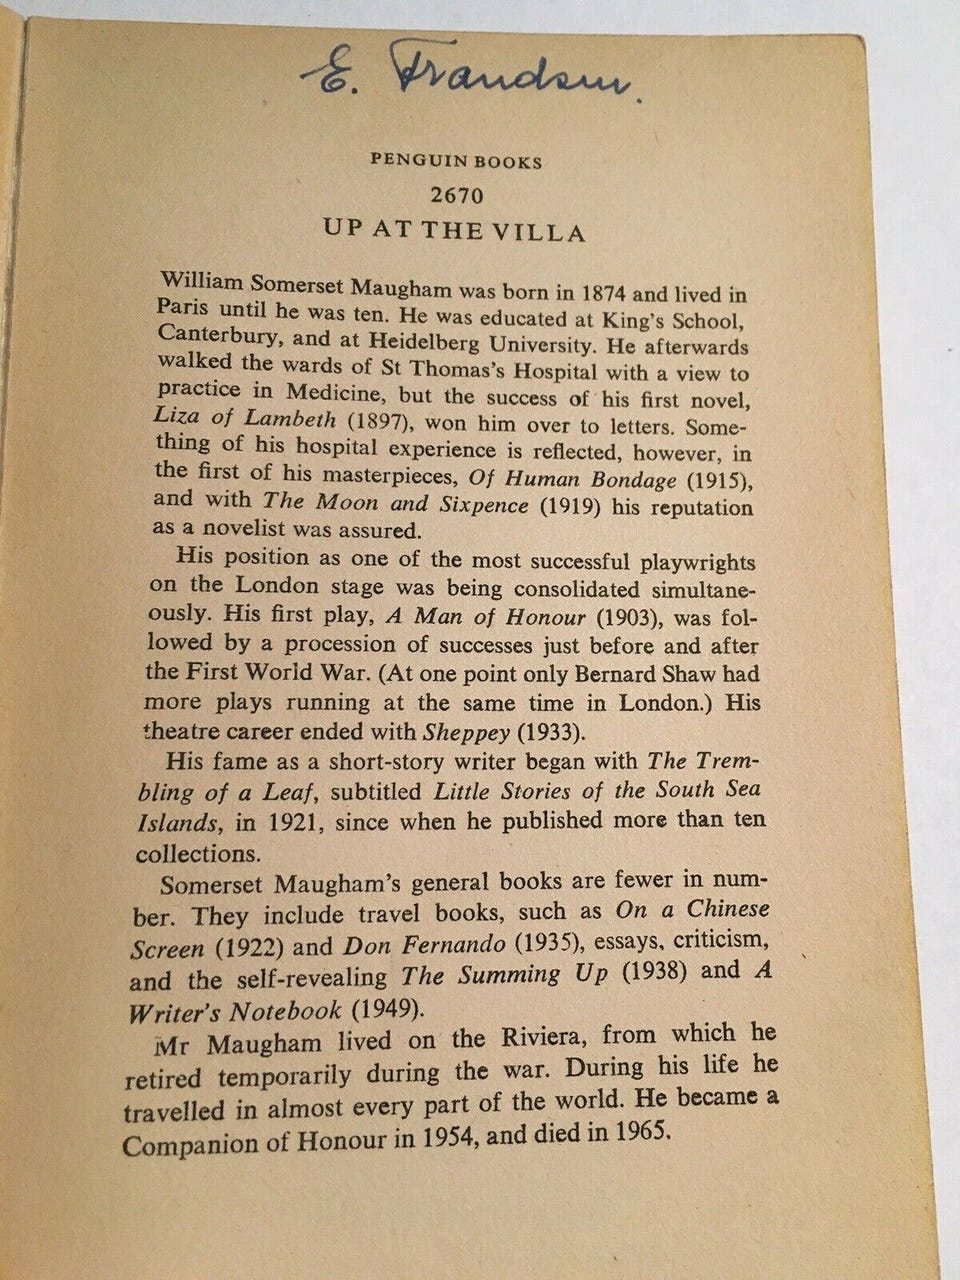 E. Frandsen.
PENGUIN BOOKS
2670
UP AT THE VILLA
William Somerset Maugham was born in 1874 and lived in
Paris until he was ten. He was educated at King's School,
Canterbury, and at Heidelberg University. He afterwards
walked the wards of St Thomas's Hospital with a view to
practice in Medicine, but the success of his first novel,
Liza of Lambeth (1897), won him over to letters. Some-
thing of his hospital experience is reflected, however, in
the first of his masterpieces, Of Human Bondage (1915),
and with The Moon and Sixpence (1919) his reputation
as a novelist was assured.
His position as one of the most successful playwrights
on the London stage was being consolidated simultane-
ously. His first play, A Man of Honour (1903), was fol-
lowed by a procession of successes just before and after
the First World War. (At one point only Bernard Shaw had
more plays running at the same time in London.) His
theatre career ended with Sheppey (1933).
His fame as a short-story writer began with The Trem-
bling of a Leaf, subtitled Little Stories of the South Sea
Islands, in 1921, since when he published more than ten
collections.
Somerset Maugham's general books are fewer in num-
ber. They include travel books, such as On a Chinese
Screen (1922) and Don Fernando (1935), essays, criticism,
and the self-revealing The Summing Up (1938) and A
Writer's Notebook (1949).
Mr Maugham lived on the Riviera, from which he
retired temporarily during the war. During his life he
travelled in almost every part of the world. He became a
Companion of Honour in 1954, and died in 1965.